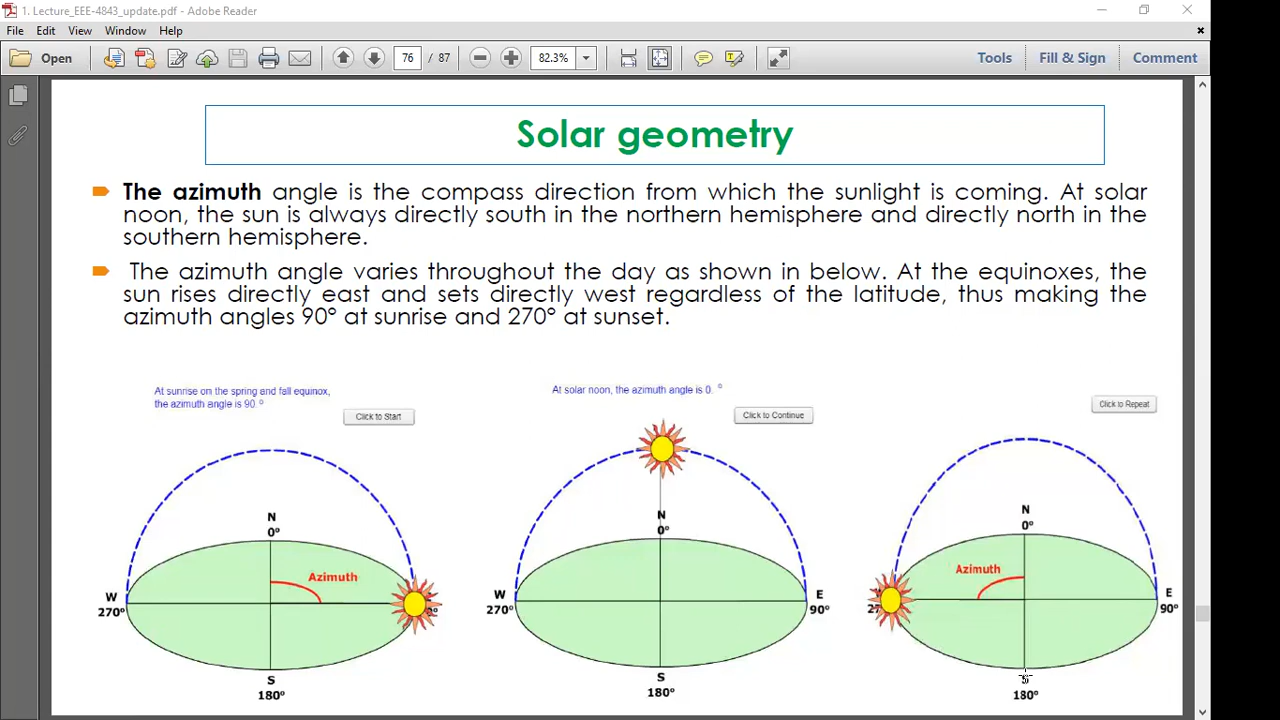 1. Lecture_EEE-4843_update.pdf - Adobe Reader
File Edit View Window Help
Open 76 / 87 82.3% Tools Fill & Sign Comment
Solar geometry
The azimuth angle is the compass direction from which the sunlight is coming. At solar
noon, the sun is always directly south in the northern hemisphere and directly north in the
southern hemisphere.
The azimuth angle varies throughout the day as shown in below. At the equinoxes, the
sun rises directly east and sets directly west regardless of the latitude, thus making the
azimuth angles 90° at sunrise and 270° at sunset.
At sunrise on the spring and fall equinox,
the azimuth angle is 90.°
Click to Start
N
0°
Azimuth
W
270°
S
180°
At solar noon, the azimuth angle is 0. °
Click to Continue
N
0°
W
270°
E
90°
S
180°
Click to Repeat
N
0°
Azimuth
E
90°
S
180°